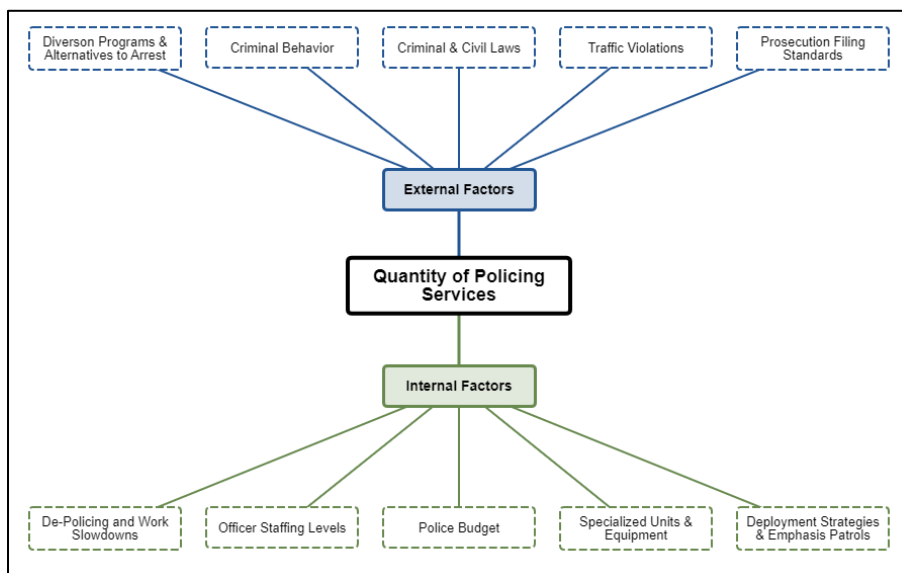 Diverson Programs &
Alternatives to Arrest
Criminal Behavior
Criminal & Civil Laws
Traffic Violations
Prosecution Filing
Standards
External Factors
Quantity of Policing
Services
Internal Factors
De-Policing and Work
Slowdowns
Officer Staffing Levels
Police Budget
Specialized Units &
Equipment
Deployment Strategies
& Emphasis Patrols